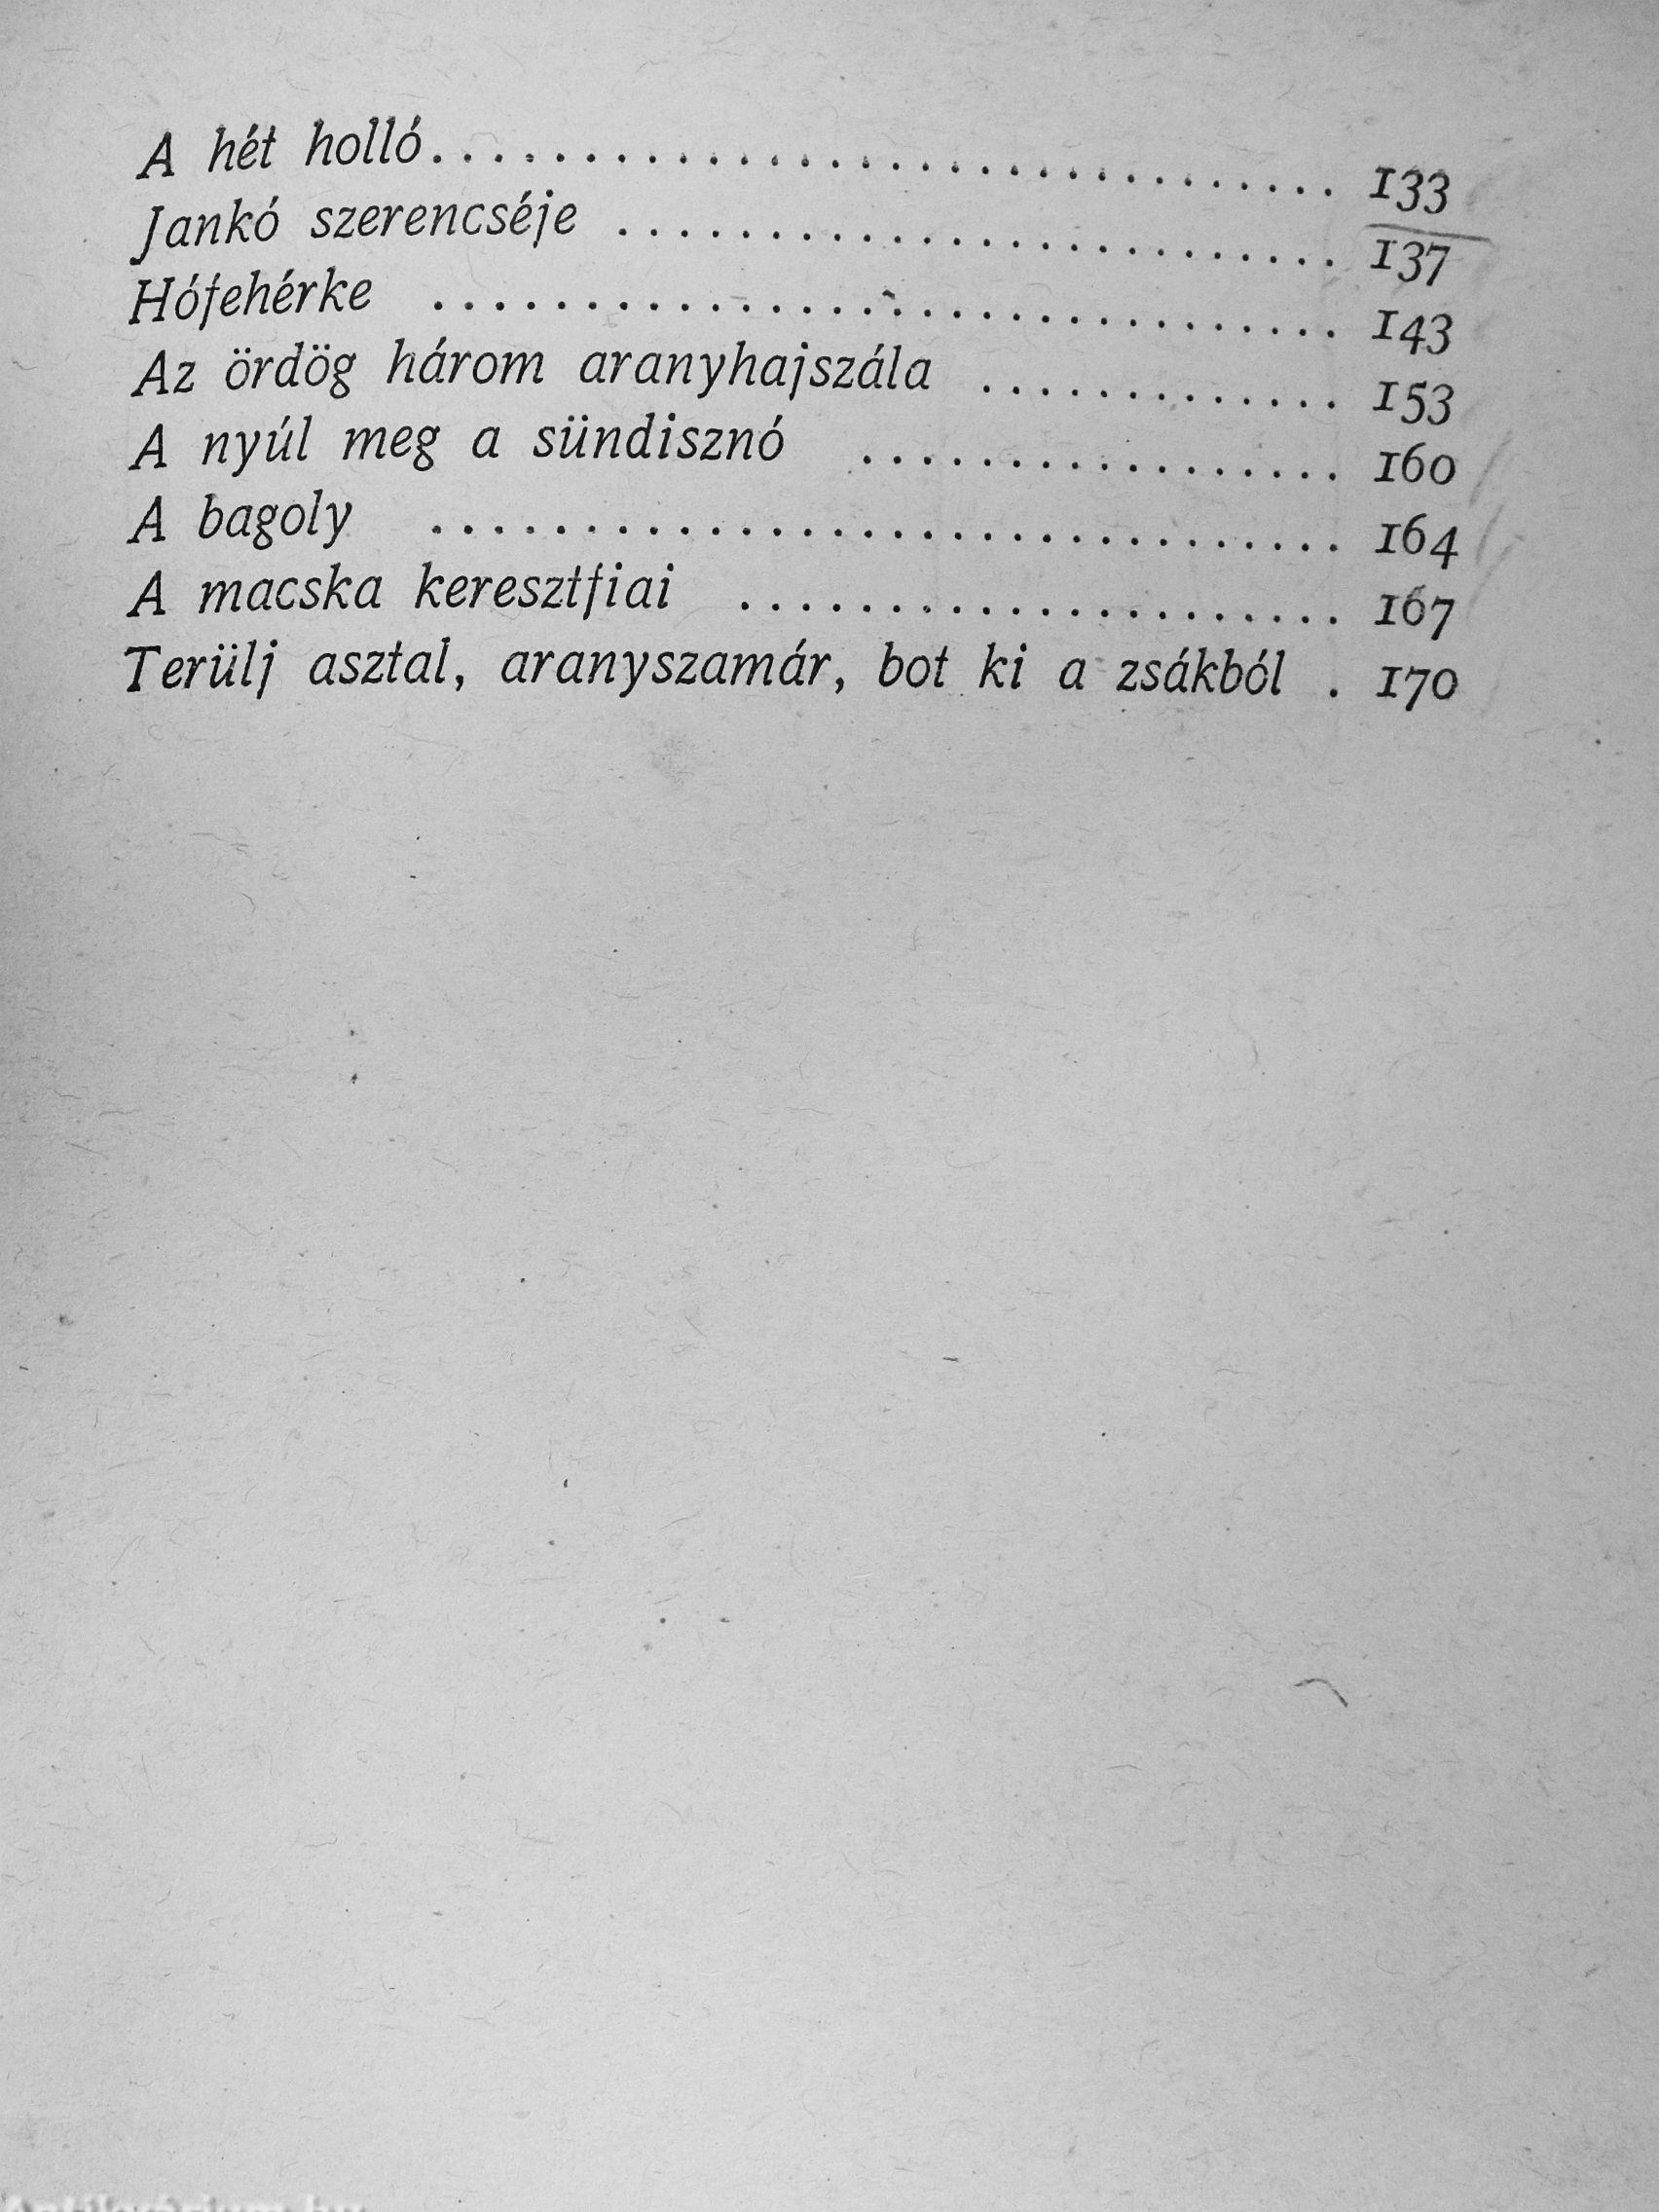 A hét holló................................ 133
Jankó szerencséje ......................... 137
Hófehérke .............................. 143
Az ördög három aranyhajszála ............ 153
A nyúl meg a sündisznó ................ 160
A bagoly .............................. 164
A macska keresztfiai .................... 167
Terülj asztal, aranyszamár, bot ki a zsákból . 170